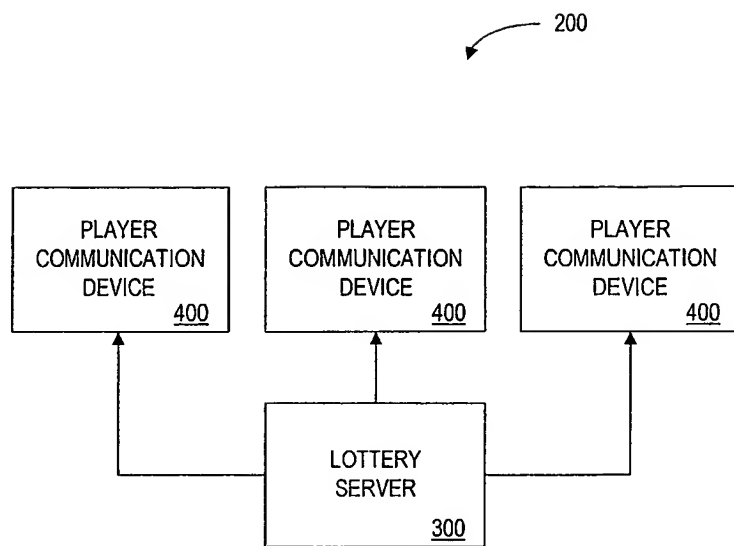 200
PLAYER
COMMUNICATION
DEVICE
400
PLAYER
COMMUNICATION
DEVICE
400
PLAYER
COMMUNICATION
DEVICE
400
LOTTERY
SERVER
300